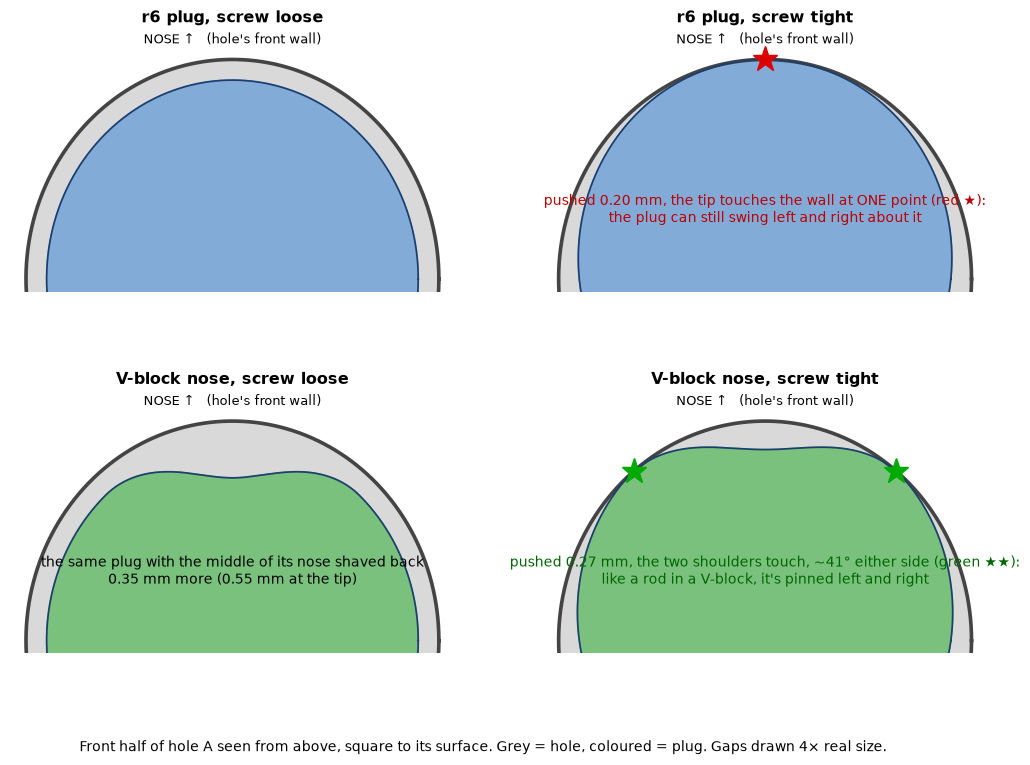 r6 plug, screw loose
NOSE ↑ (hole's front wall)
r6 plug, screw tight
NOSE ↑ (hole's front wall)
pushed 0.20 mm, the tip touches the wall at ONE point (red ★):
the plug can still swing left and right about it
V-block nose, screw loose
NOSE ↑ (hole's front wall)
the same plug with the middle of its nose shaved back
0.35 mm more (0.55 mm at the tip)
V-block nose, screw tight
NOSE ↑ (hole's front wall)
pushed 0.27 mm, the two shoulders touch, ~41° either side (green ★★):
like a rod in a V-block, it's pinned left and right
Front half of hole A seen from above, square to its surface. Grey = hole, coloured = plug. Gaps drawn 4× real size.